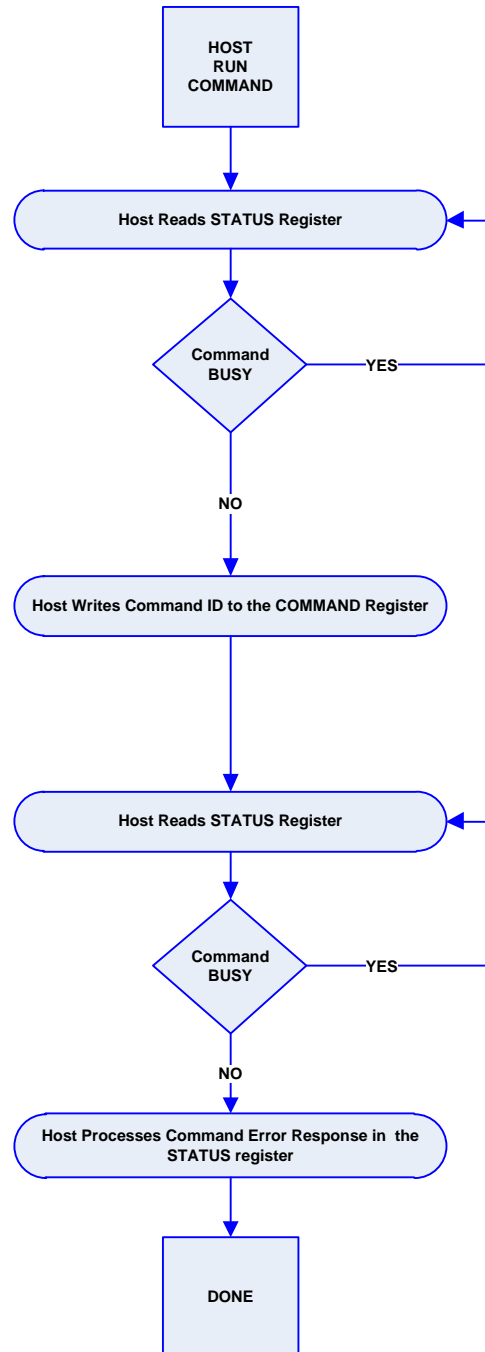 HOST
RUN
COMMAND
Host Reads STATUS Register
Command
BUSY
YES
NO
Host Writes Command ID to the COMMAND Register
Host Reads STATUS Register
Command
BUSY
YES
NO
Host Processes Command Error Response in  the
STATUS register
DONE